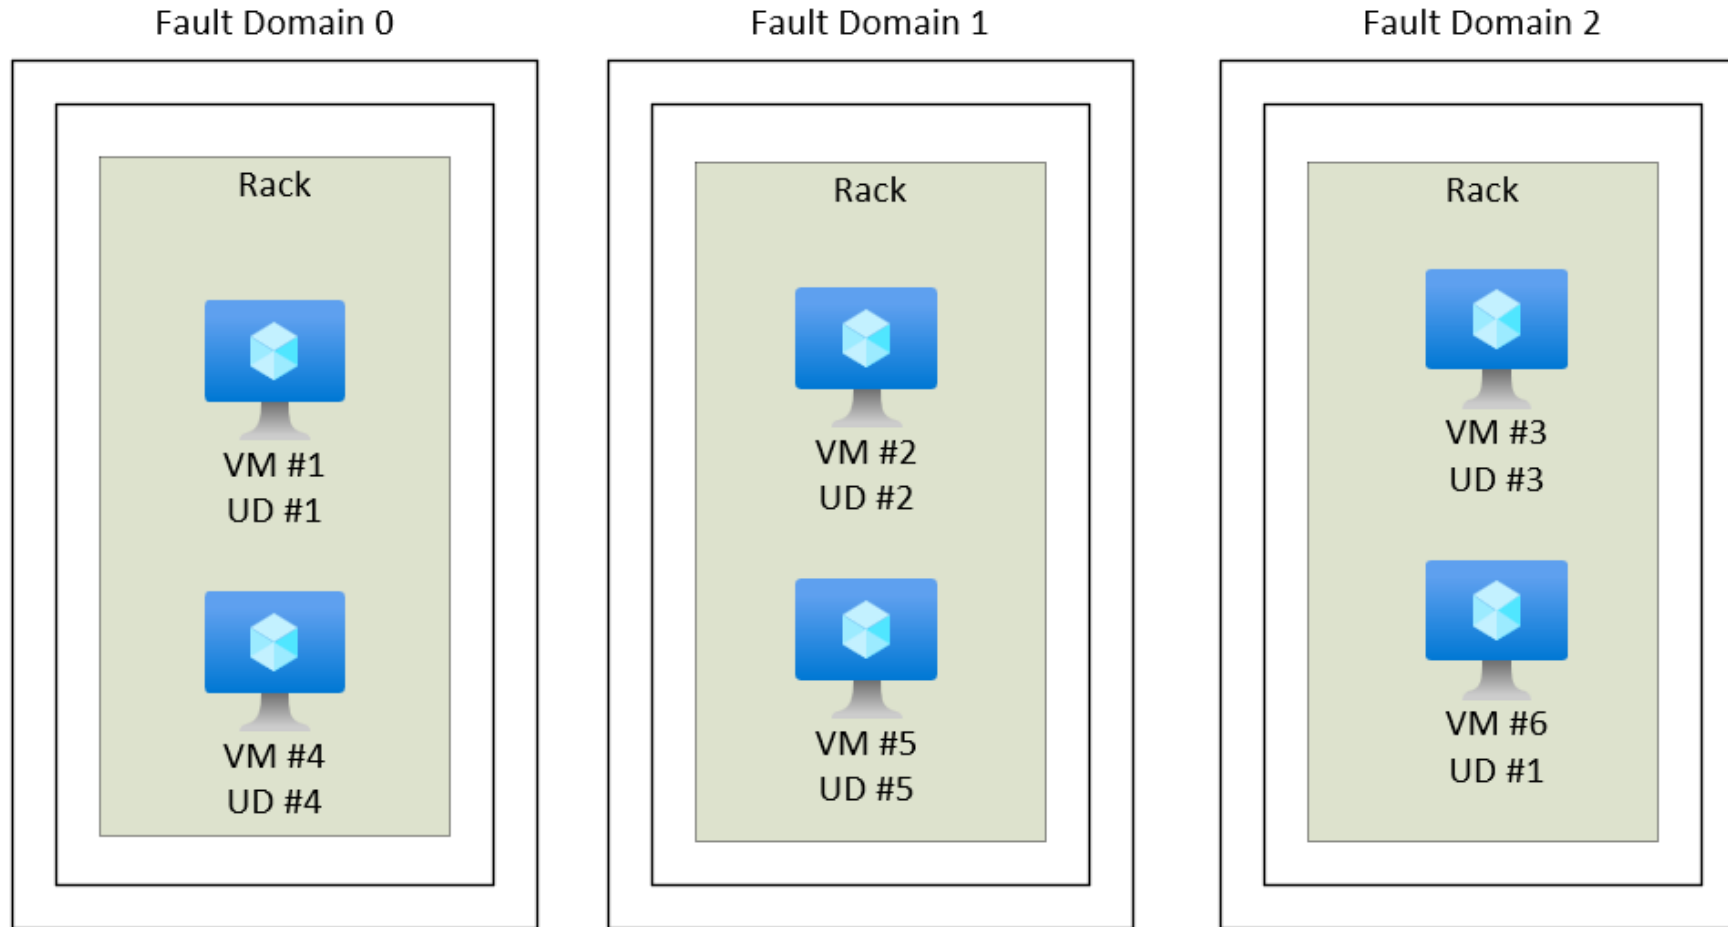 Fault Domain 0
Rack
VM #1
UD #1
VM #4
UD #4
Fault Domain 1
Rack
VM #2
UD #2
VM #5
UD #5
Fault Domain 2
Rack
VM #3
UD #3
VM #6
UD #1